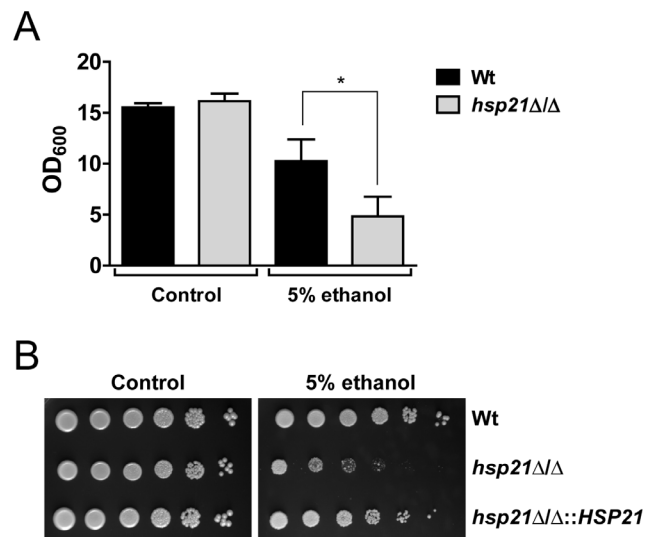 A
20
15
10
5
0
OD600
*
Wt
hsp21Δ/Δ
Control
5% ethanol
B
Control
5% ethanol
Wt
hsp21Δ/Δ
hsp21Δ/Δ::HSP21